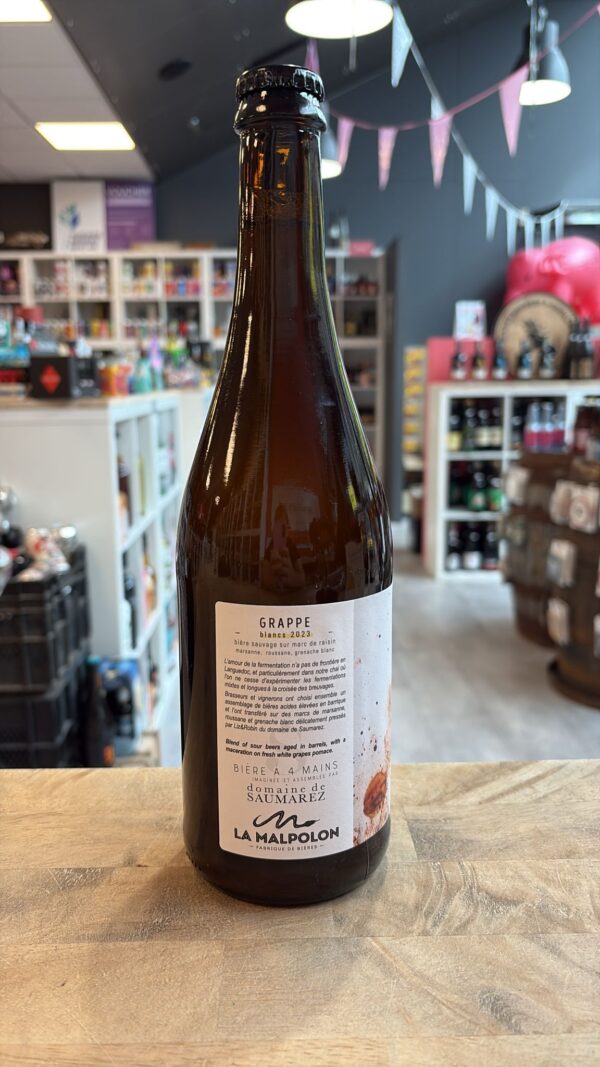 GRAPPE
blancs 2023
bière sauvage sur marc de raisin
marsanne, roussane, grenache blanc
L'amour de la fermentation n'a pas de frontière en
Languedoc, et particulièrement dans notre chai où
l'on ne cesse d'expérimenter les fermentations
mixtes et longues à la croisée des breuvages.
Brasseurs et vignerons ont choisi ensemble un
assemblage de bières acides élevées en barrique
et l'ont transféré sur des marcs de marsanne,
roussane et grenache blanc délicatement pressés
par Liz&Robin du domaine de Saumarez.
Blend of sour beers aged in barrels, with a
maceration on fresh white grapes pomace.
BIÈRE À 4 MAINS
IMAGINÉE ET ASSEMBLÉE PAR
domaine de
SAUMAREZ
LA MALPOLON
– FABRIQUE DE BIÈRES –